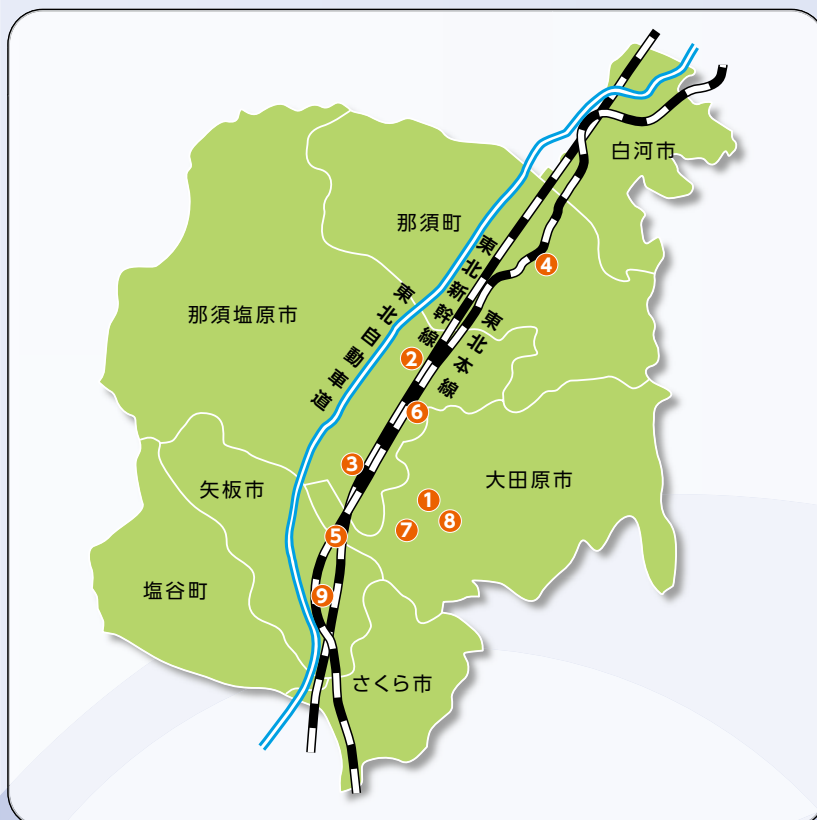 白河市
那須町
④
東北新幹線
那須塩原市
東北自動車道
東北本線
②
⑥
③
大田原市
矢板市
①
⑧
⑦
⑤
塩谷町
⑨
さくら市